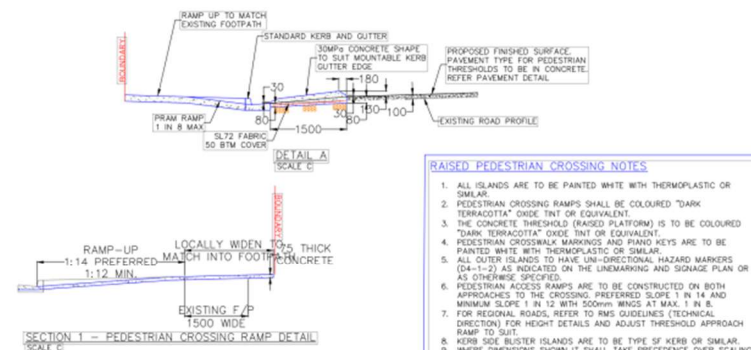 RAMP UP TO MATCH
EXISTING FOOTPATH
STANDARD KERB AND GUTTER
30MPa CONCRETE SHAPE
TO SUIT MOUNTABLE KERB
GUTTER EDGE
PROPOSED FINISHED SURFACE.
PAVEMENT TYPE FOR PEDESTRIAN
THRESHOLDS TO BE IN CONCRETE.
REFER PAVEMENT DETAIL
BOUNDARY
180
30
30
80
80
130
100
1500
PRAM RAMP
1 IN 8 MAX
SL72 FABRIC
50 BTM COVER
EXISTING ROAD PROFILE
DETAIL A
SCALE C
BOUNDARY
RAMP-UP
1:14 PREFERRED
1:12 MIN.
LOCALLY WIDEN TO
MATCH INTO FOOTPATH
75 THICK
CONCRETE
EXISTING F/P
1500 WIDE
SECTION 1 - PEDESTRIAN CROSSING RAMP DETAIL
SCALE C
RAISED PEDESTRIAN CROSSING NOTES
1. ALL ISLANDS ARE TO BE PAINTED WHITE WITH THERMOPLASTIC OR
SIMILAR.
2. PEDESTRIAN CROSSING RAMPS SHALL BE COLOURED "DARK
TERRACOTTA" OXIDE TINT OR EQUIVALENT.
3. THE CONCRETE THRESHOLD (RAISED PLATFORM) IS TO BE COLOURED
"DARK TERRACOTTA" OXIDE TINT OR EQUIVALENT.
4. PEDESTRIAN CROSSWALK MARKINGS AND PIANO KEYS ARE TO BE
PAINTED WHITE WITH THERMOPLASTIC OR SIMILAR.
5. ALL OUTER ISLANDS TO HAVE UNI-DIRECTIONAL HAZARD MARKERS
(D4-1-2) AS INDICATED ON THE LINEMARKING AND SIGNAGE PLAN OR
AS OTHERWISE SPECIFIED.
6. PEDESTRIAN ACCESS RAMPS ARE TO BE CONSTRUCTED ON BOTH
APPROACHES TO THE CROSSING. PREFERRED SLOPE 1 IN 14 AND
MINIMUM SLOPE 1 IN 12 WITH 500mm WINGS AT MAX. 1 IN 8.
7. FOR REGIONAL ROADS, REFER TO RMS GUIDELINES (TECHNICAL
DIRECTION) FOR HEIGHT DETAILS AND ADJUST THRESHOLD APPROACH
RAMP TO SUIT.
8. KERB SIDE BLISTER ISLANDS ARE TO BE TYPE SF KERB OR SIMILAR.
9. WHERE DIMENSIONS SHOWN IT SHALL TAKE PRECEDENCE OVER SCALING